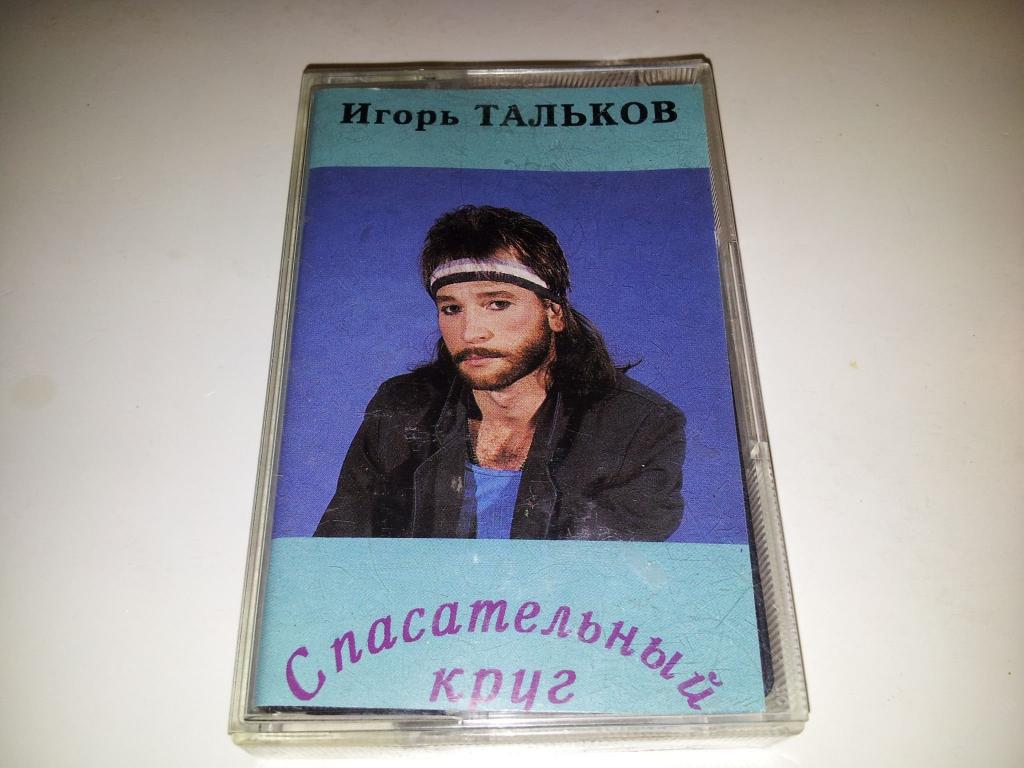 Игорь ТАЛЬКОВ
Спасательный
круг